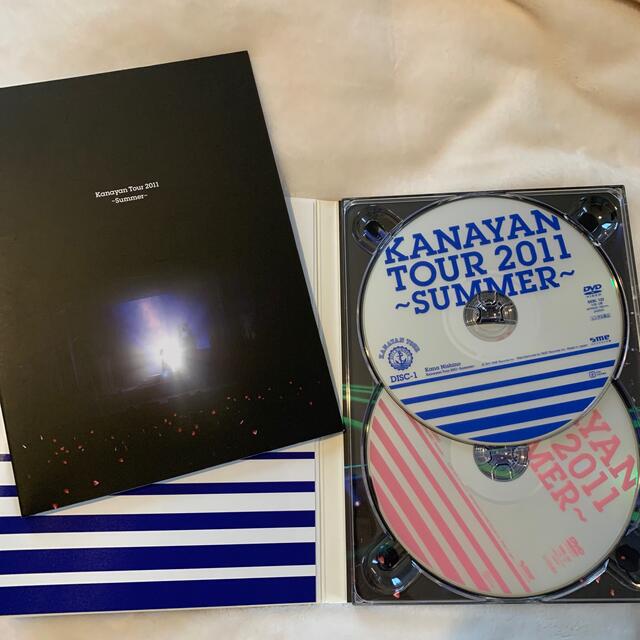 Kanayan Tour 2011
~Summer~
KANAYAN
TOUR 2011
~SUMMER~
DVD
KANAYAN TOUR
DISC-1
Kana Nishino
Kanayan Tour 2011~Summer~
sme
YAN
2011
MER~